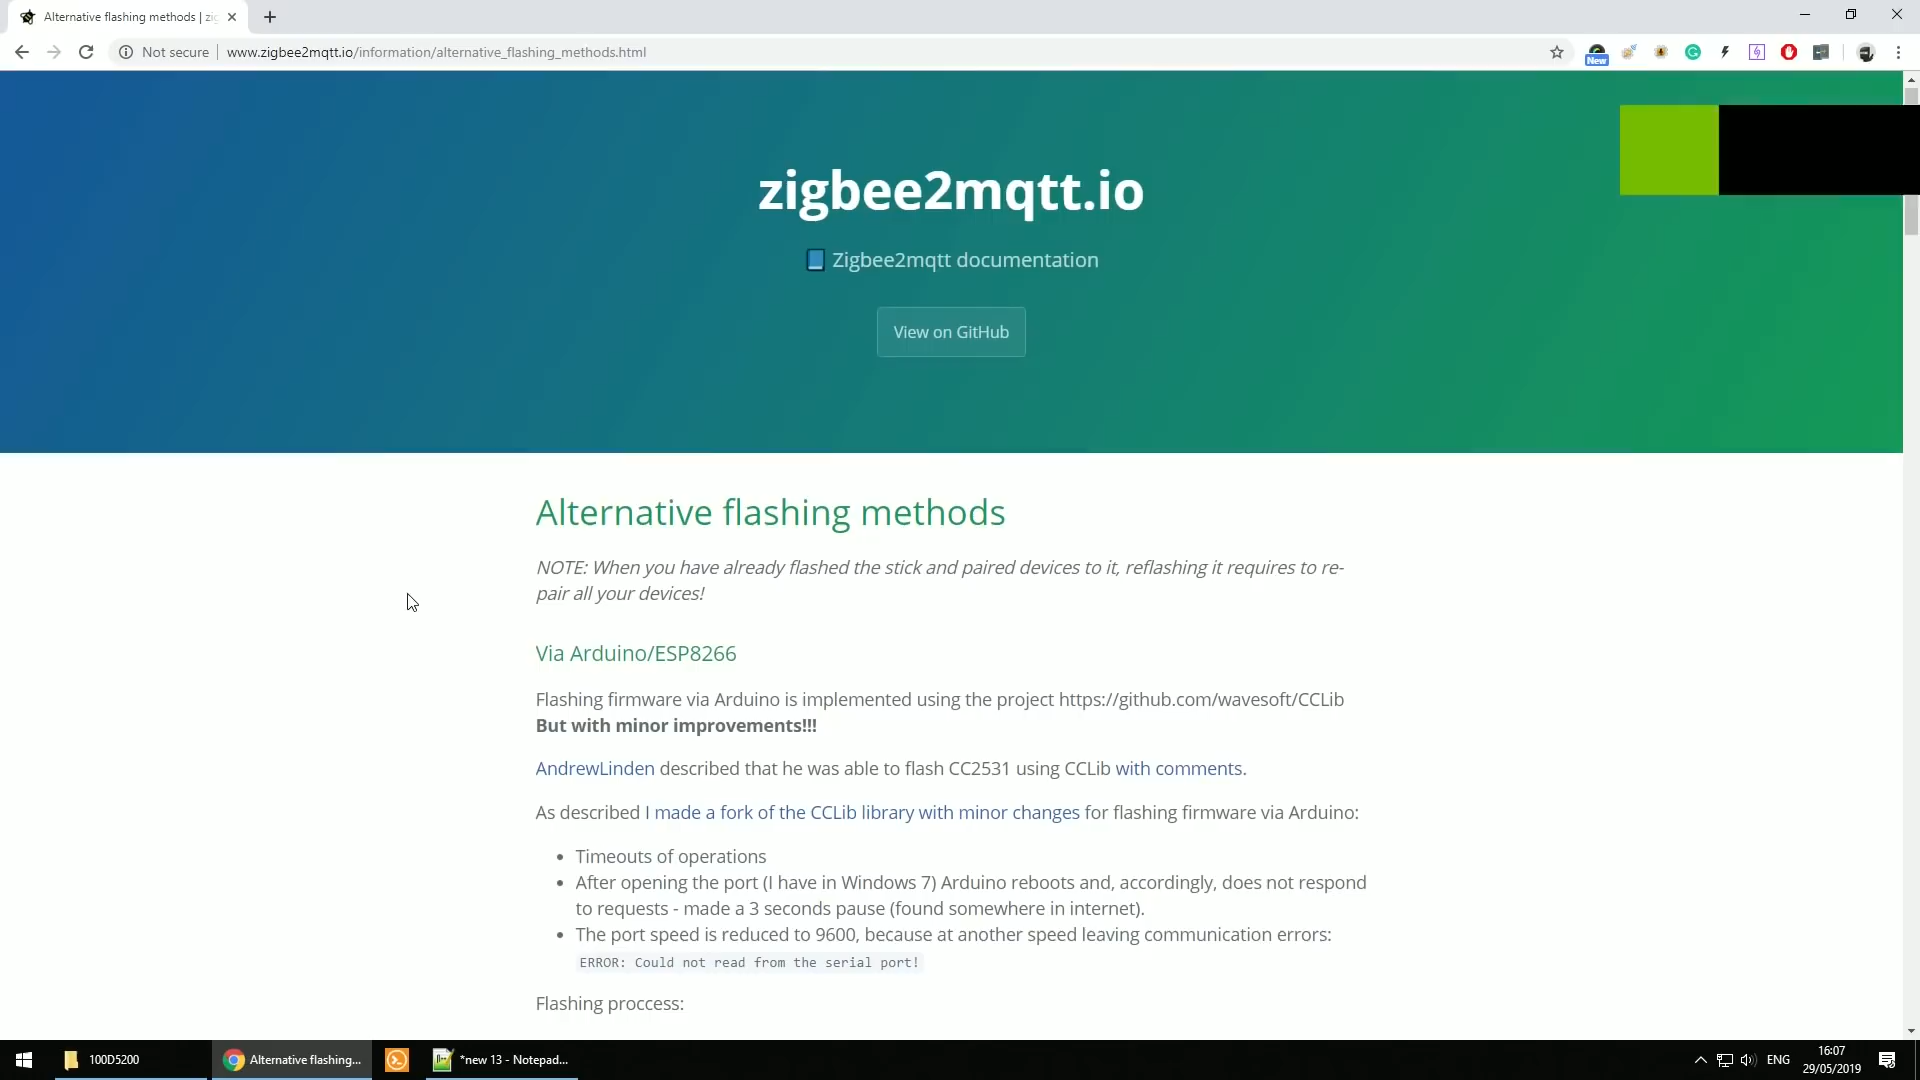 Alternative flashing methods | zig
Not secure
www.zigbee2mqtt.io/information/alternative_flashing_methods.html
New
zigbee2mqtt.io
Zigbee2mqtt documentation
View on GitHub
Alternative flashing methods
NOTE: When you have already flashed the stick and paired devices to it, reflashing it requires to re-
pair all your devices!
Via Arduino/ESP8266
Flashing firmware via Arduino is implemented using the project https://github.com/wavesoft/CCLib
But with minor improvements!!!
AndrewLinden described that he was able to flash CC2531 using CCLib with comments.
As described I made a fork of the CCLib library with minor changes for flashing firmware via Arduino:
• Timeouts of operations
• After opening the port (I have in Windows 7) Arduino reboots and, accordingly, does not respond
to requests - made a 3 seconds pause (found somewhere in internet).
• The port speed is reduced to 9600, because at another speed leaving communication errors:
ERROR: Could not read from the serial port!
Flashing proccess:
100D5200
Alternative flashing...
*new 13 - Notepad...
ENG
16:07
29/05/2019